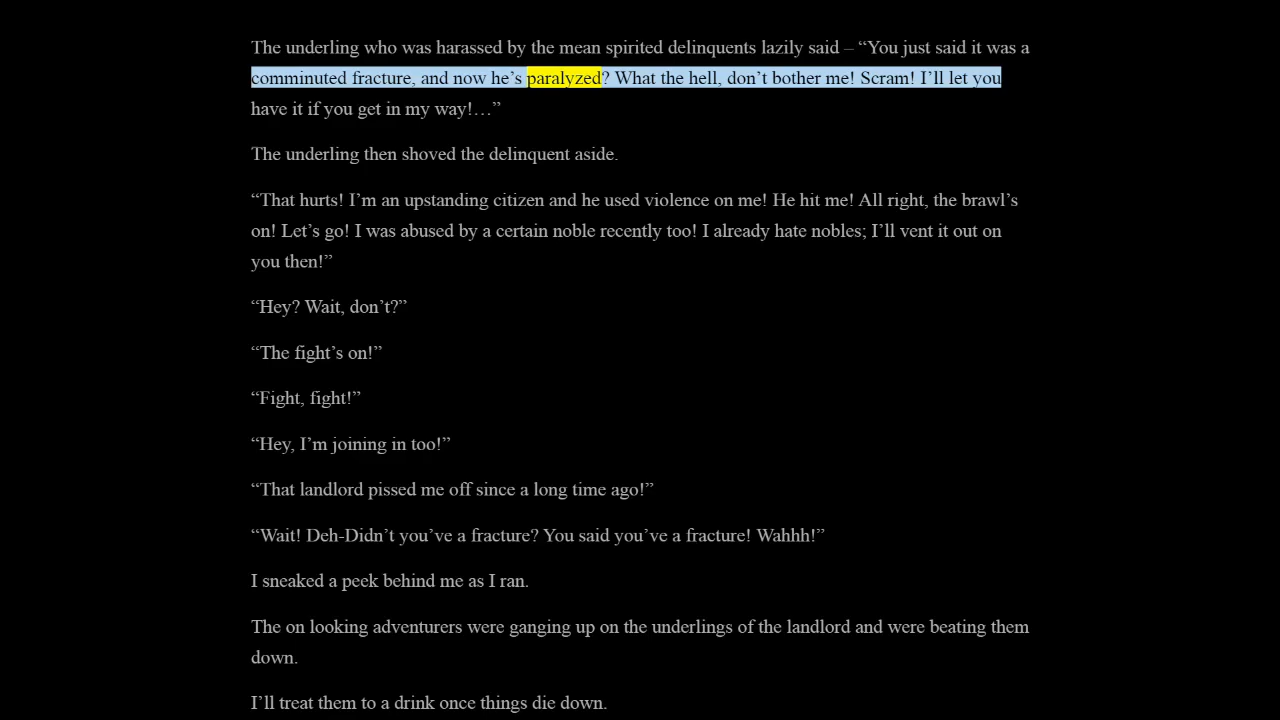 The underling who was harassed by the mean spirited delinquents lazily said – “You just said it was a
comminuted fracture, and now he’s paralyzed? What the hell, don’t bother me! Scram! I’ll let you
have it if you get in my way!…”
The underling then shoved the delinquent aside.
“That hurts! I’m an upstanding citizen and he used violence on me! He hit me! All right, the brawl’s
on! Let’s go! I was abused by a certain noble recently too! I already hate nobles; I’ll vent it out on
you then!”
“Hey? Wait, don’t?”
“The fight’s on!”
“Fight, fight!”
“Hey, I’m joining in too!”
“That landlord pissed me off since a long time ago!”
“Wait! Deh-Didn’t you’ve a fracture? You said you’ve a fracture! Wahhh!”
I sneaked a peek behind me as I ran.
The on looking adventurers were ganging up on the underlings of the landlord and were beating them
down.
I’ll treat them to a drink once things die down.